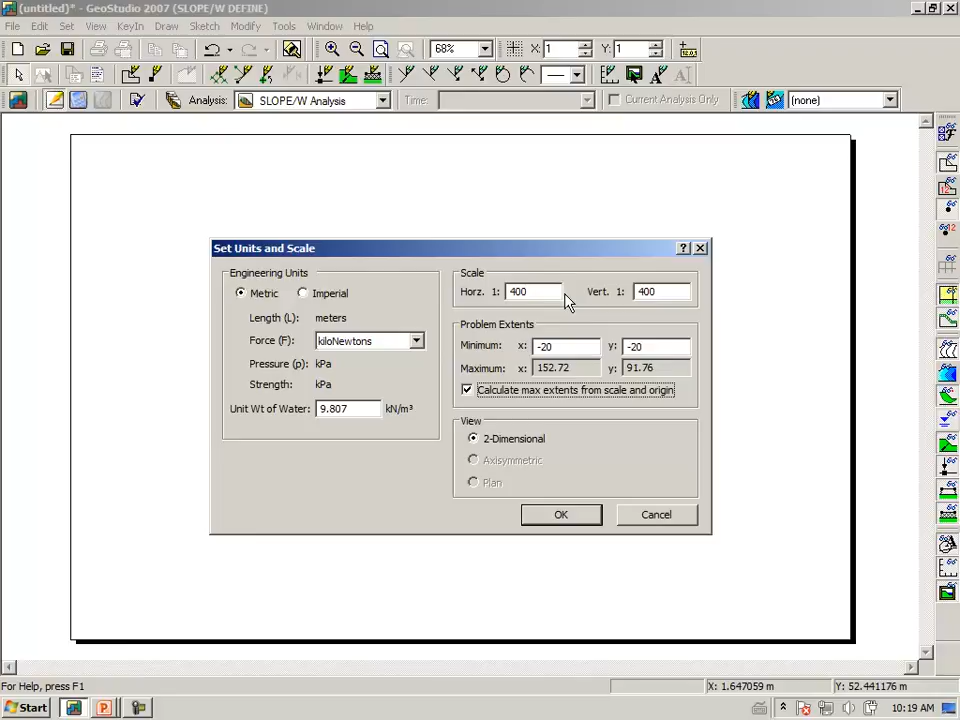 {untitled}* - GeoStudio 2007 (SLOPE/W DEFINE)
File Edit Set View KeyIn Draw Sketch Modify Tools Window Help
68% X: 1 Y: 1
Analysis: SLOPE/W Analysis Time: Current Analysis Only (none)
Set Units and Scale
Engineering Units
Metric Imperial
Length (L): meters
Force (F): kiloNewtons
Pressure (p): kPa
Strength: kPa
Unit Wt of Water: 9.807 kN/m³
Scale
Horz. 1: 400 Vert. 1: 400
Problem Extents
Minimum: x: -20 y: -20
Maximum: x: 152.72 y: 91.76
Calculate max extents from scale and origin
View
2-Dimensional
Axisymmetric
Plan
OK Cancel
12
12
For Help, press F1 X: 1.647059 m Y: 52.441176 m
Start 10:19 AM